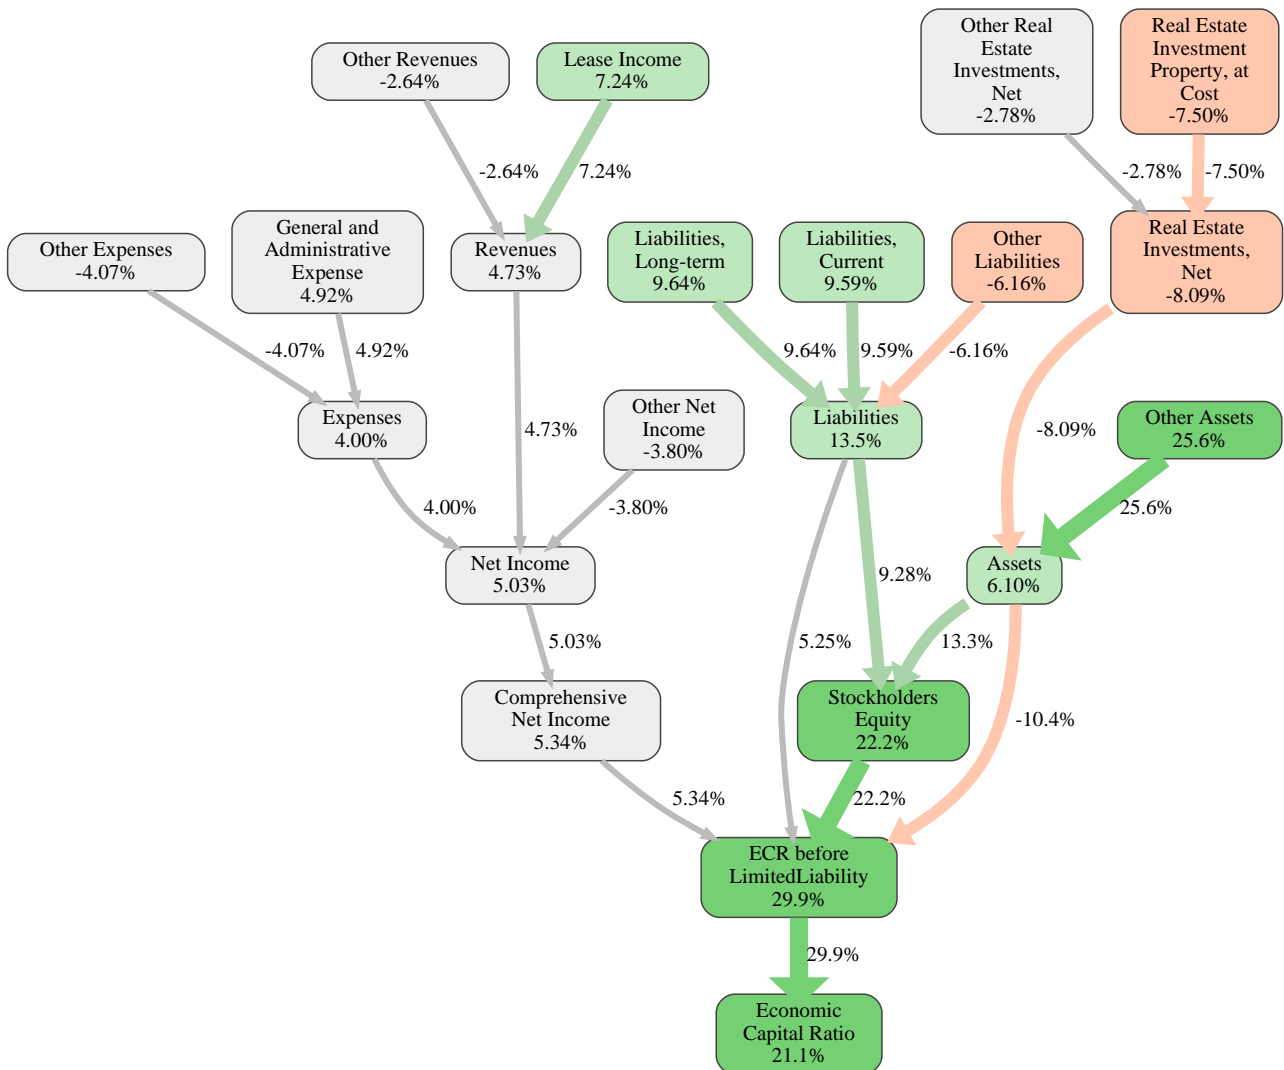 Other Real
Estate
Investments,
Net
-2.78%
Real Estate
Investment
Property, at
Cost
-7.50%
Other Revenues
-2.64%
Lease Income
7.24%
-2.64%
7.24%
-2.78%
-7.50%
Other Expenses
-4.07%
General and
Administrative
Expense
4.92%
Revenues
4.73%
Liabilities,
Long-term
9.64%
Liabilities,
Current
9.59%
Other
Liabilities
-6.16%
Real Estate
Investments,
Net
-8.09%
-4.07%
4.92%
9.64%
9.59%
-6.16%
Expenses
4.00%
4.73%
Other Net
Income
-3.80%
Liabilities
13.5%
-8.09%
Other Assets
25.6%
4.00%
-3.80%
25.6%
Net Income
5.03%
9.28%
Assets
6.10%
5.03%
5.25%
13.3%
Comprehensive
Net Income
5.34%
Stockholders
Equity
22.2%
-10.4%
5.34%
22.2%
ECR before
LimitedLiability
29.9%
29.9%
Economic
Capital Ratio
21.1%